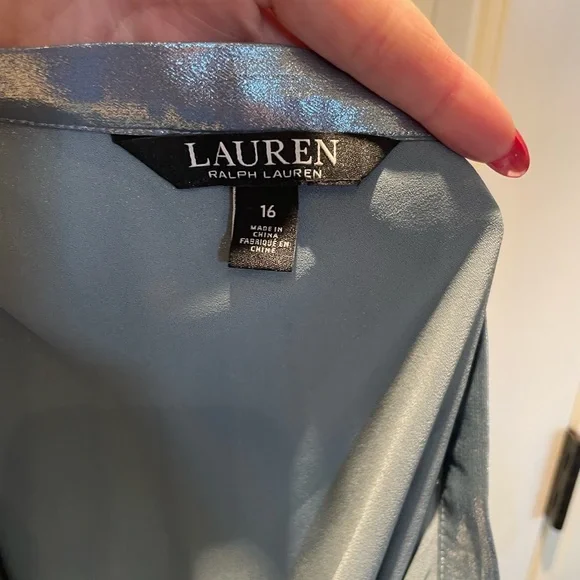 LAUREN
RALPH LAUREN
16
MADE IN
CHINA
FABRIQUÉ EN
CHINE